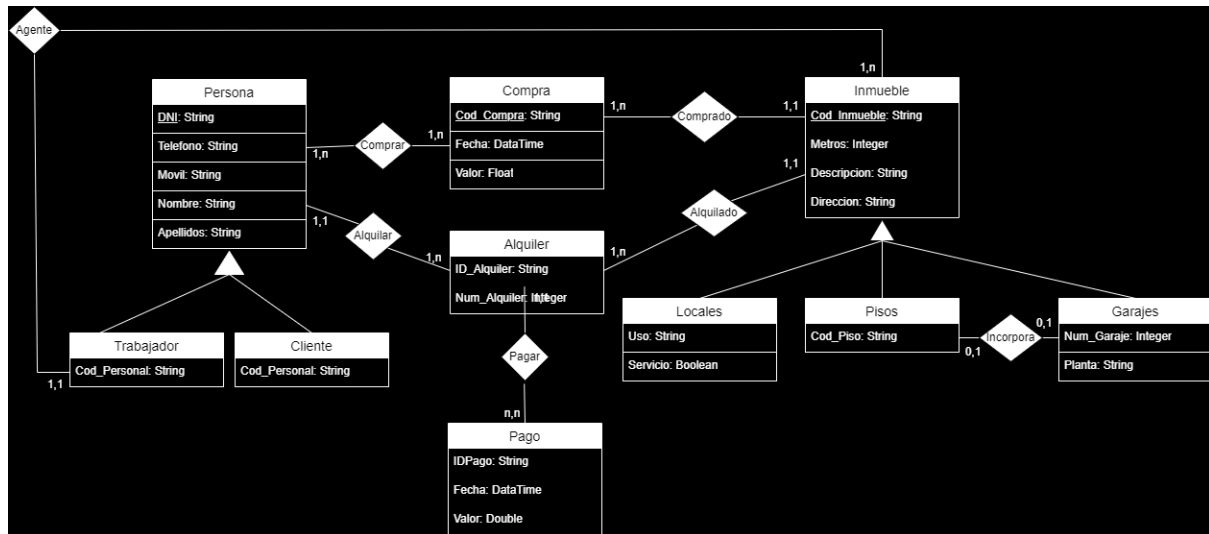 Agente
1,n
Persona
DNI: String
Telefono: String
Movil: String
Nombre: String
Apellidos: String
1,n
Comprar
1,n
Compra
Cod_Compra: String
Fecha: DataTime
Valor: Float
1,n
Comprado
1,1
Inmueble
Cod_Inmueble: String
Metros: Integer
Descripcion: String
Direccion: String
1,1
Alquilar
1,n
Alquiler
ID_Alquiler: String
Num_Alquiler: Integer
1,1
1,n
Alquilado
1,1
Trabajador
Cod_Personal: String
1,1
Cliente
Cod_Personal: String
Pagar
n,n
Pago
IDPago: String
Fecha: DataTime
Valor: Double
Locales
Uso: String
Servicio: Boolean
Pisos
Cod_Piso: String
0,1
Incorpora
0,1
Garajes
Num_Garaje: Integer
Planta: String